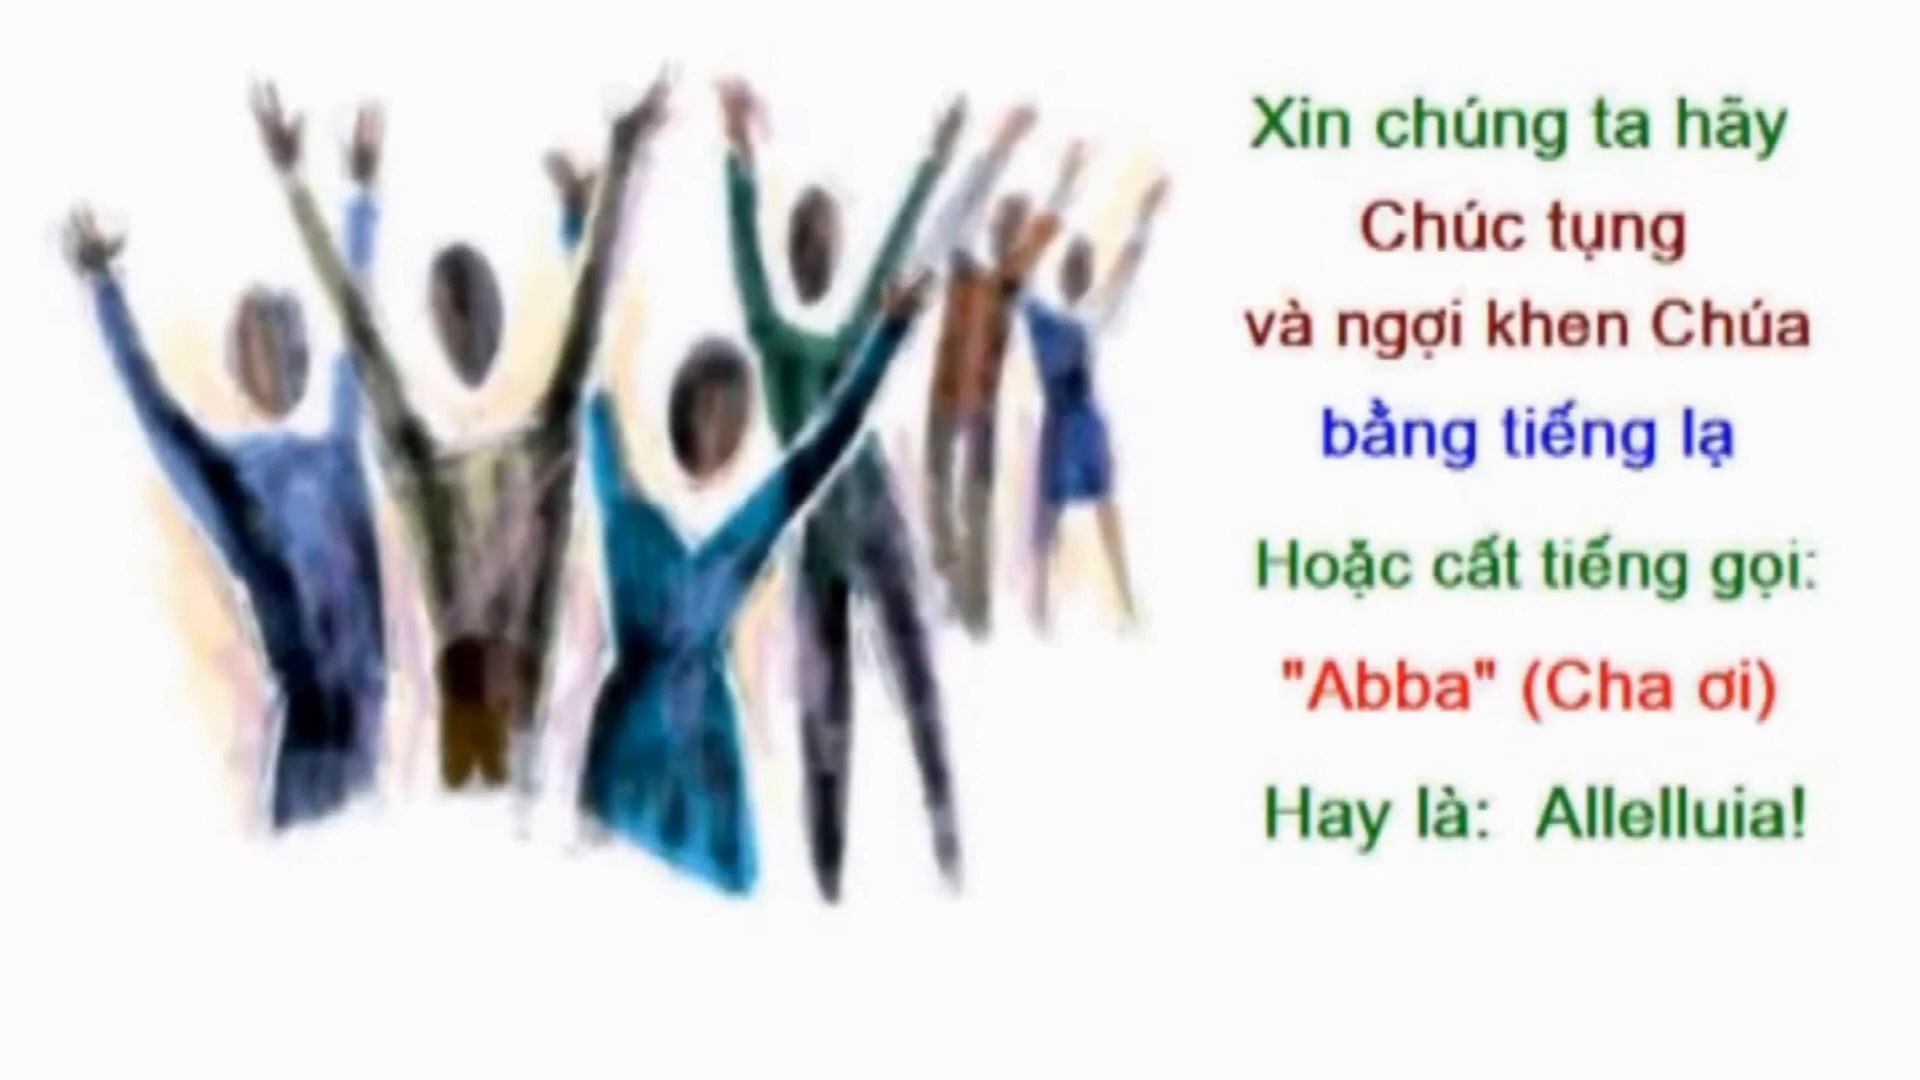 Xin chúng ta hãy
Chúc tụng
và ngợi khen Chúa
bằng tiếng lạ
Hoặc cất tiếng gọi:
"Abba" (Cha ơi)
Hay là: Allelluia!